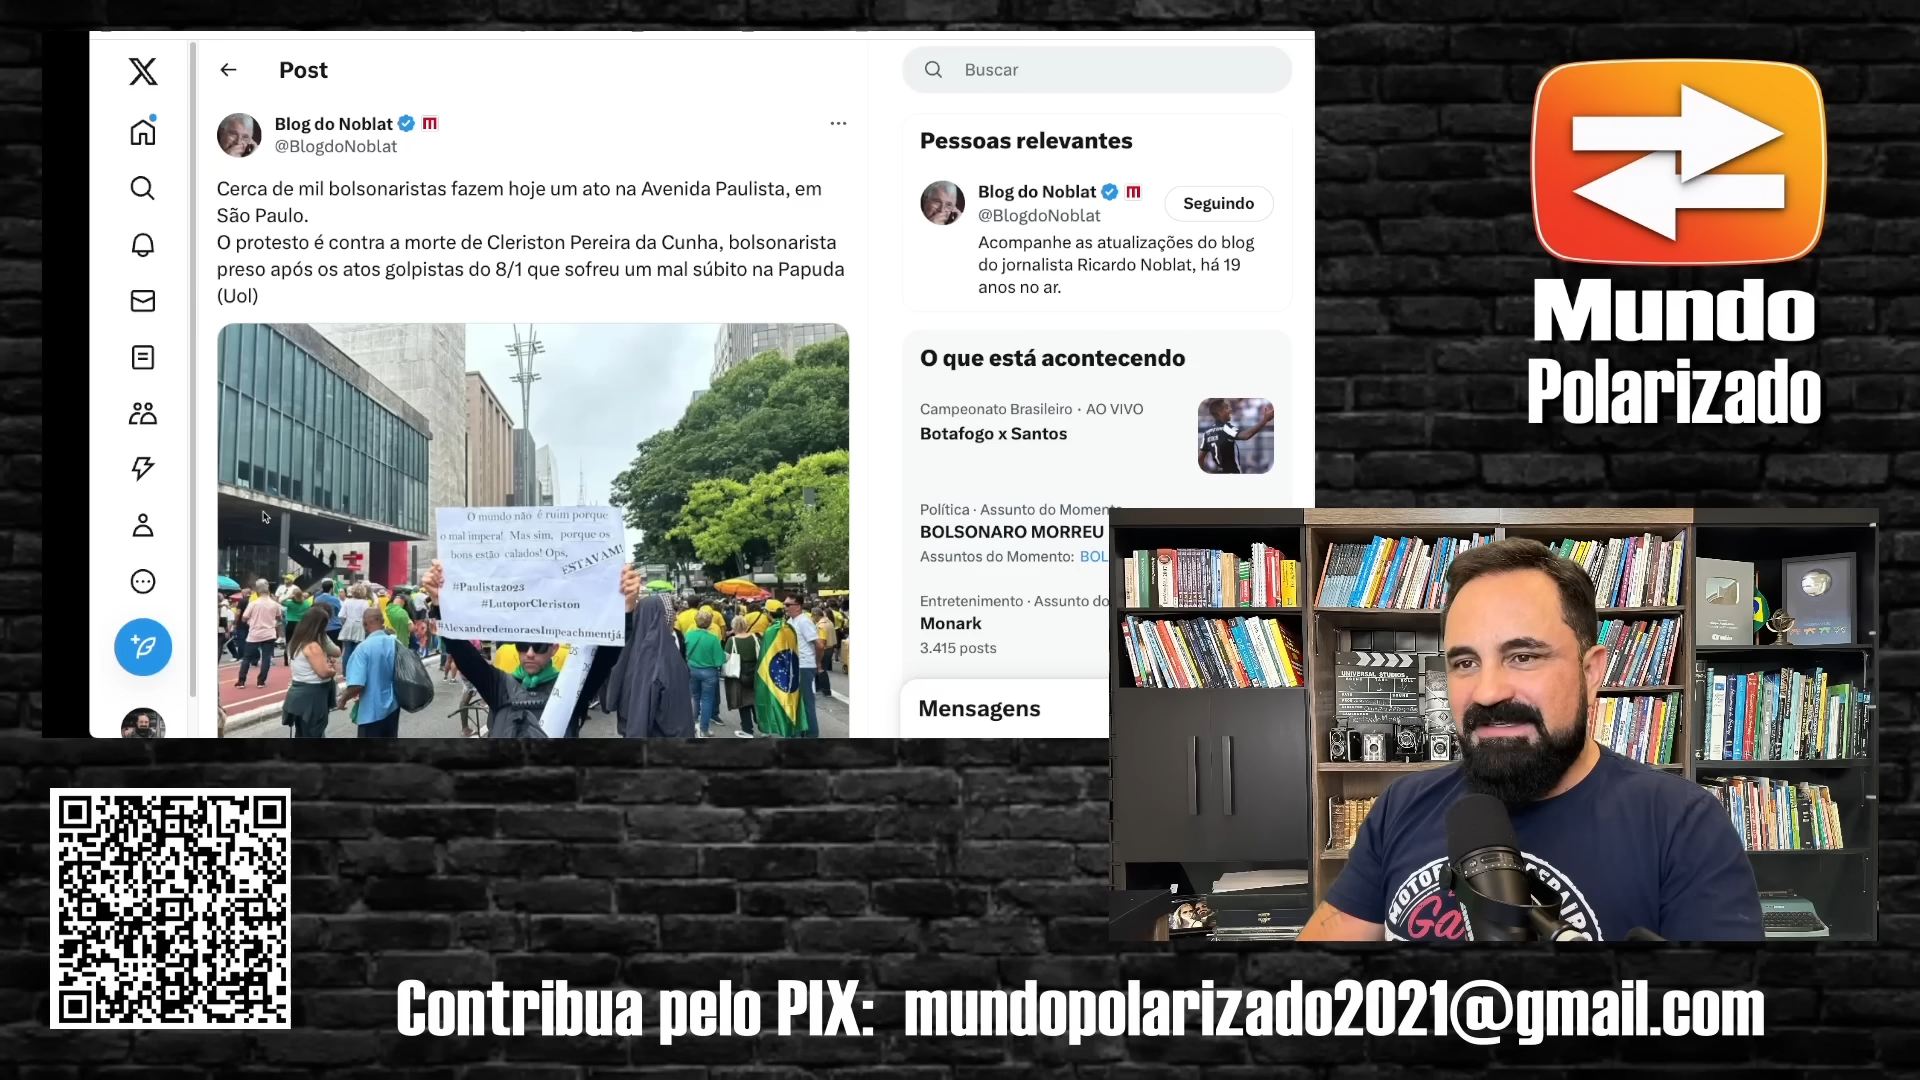 Post
Blog do Noblat
@BlogdoNoblat
Cerca de mil bolsonaristas fazem hoje um ato na Avenida Paulista, em
São Paulo.
O protesto é contra a morte de Cleriston Pereira da Cunha, bolsonarista
preso após os atos golpistas do 8/1 que sofreu um mal súbito na Papuda
(Uol)
O mundo não é ruim porque
o mal impera! Mas sim, porque os
bons estão calados! Ops,
ESTAVAM!
#Paulista2023
#LutoporCleriston
#AlexandredemoraesImpeachmentjá.
Buscar
Pessoas relevantes
Blog do Noblat
@BlogdoNoblat
Seguindo
Acompanhe as atualizações do blog
do jornalista Ricardo Noblat, há 19
anos no ar.
O que está acontecendo
Campeonato Brasileiro · AO VIVO
Botafogo x Santos
Política · Assunto do Moment
BOLSONARO MORREU
Assuntos do Momento: BOL
Entretenimento · Assunto do
Monark
3.415 posts
Mensagens
Mundo
Polarizado
UNIVERSAL STUDIOS
Ga
Contribua pelo PIX: mundopolarizado2021@gmail.com